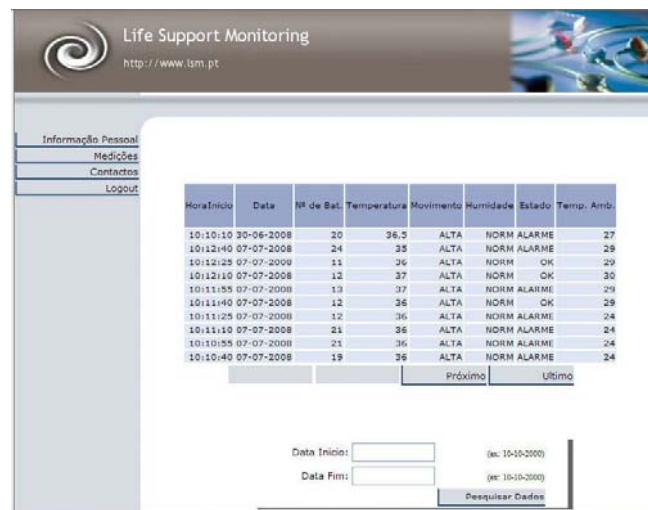 Life Support Monitoring
http://www.lsm.pt
Informação Pessoal
Medições
Contactos
Logout
HoraInicio Data Nº de Bat. Temperatura Movimento Humidade Estado Temp. Amb.
10:10:10 30-06-2008 20 36,5 ALTA NORM ALARME 27
10:12:40 07-07-2008 24 35 ALTA NORM ALARME 29
10:12:25 07-07-2008 11 36 ALTA NORM OK 29
10:12:10 07-07-2008 12 37 ALTA NORM OK 30
10:11:55 07-07-2008 13 37 ALTA NORM ALARME 29
10:11:40 07-07-2008 12 36 ALTA NORM OK 29
10:11:25 07-07-2008 12 36 ALTA NORM ALARME 24
10:11:10 07-07-2008 21 36 ALTA NORM ALARME 24
10:10:55 07-07-2008 21 36 ALTA NORM ALARME 24
10:10:40 07-07-2008 19 36 ALTA NORM ALARME 24
Próximo Ultimo
Data Inicio: (ex: 10-10-2000)
Data Fim: (ex: 10-10-2000)
Pesquisar Dados